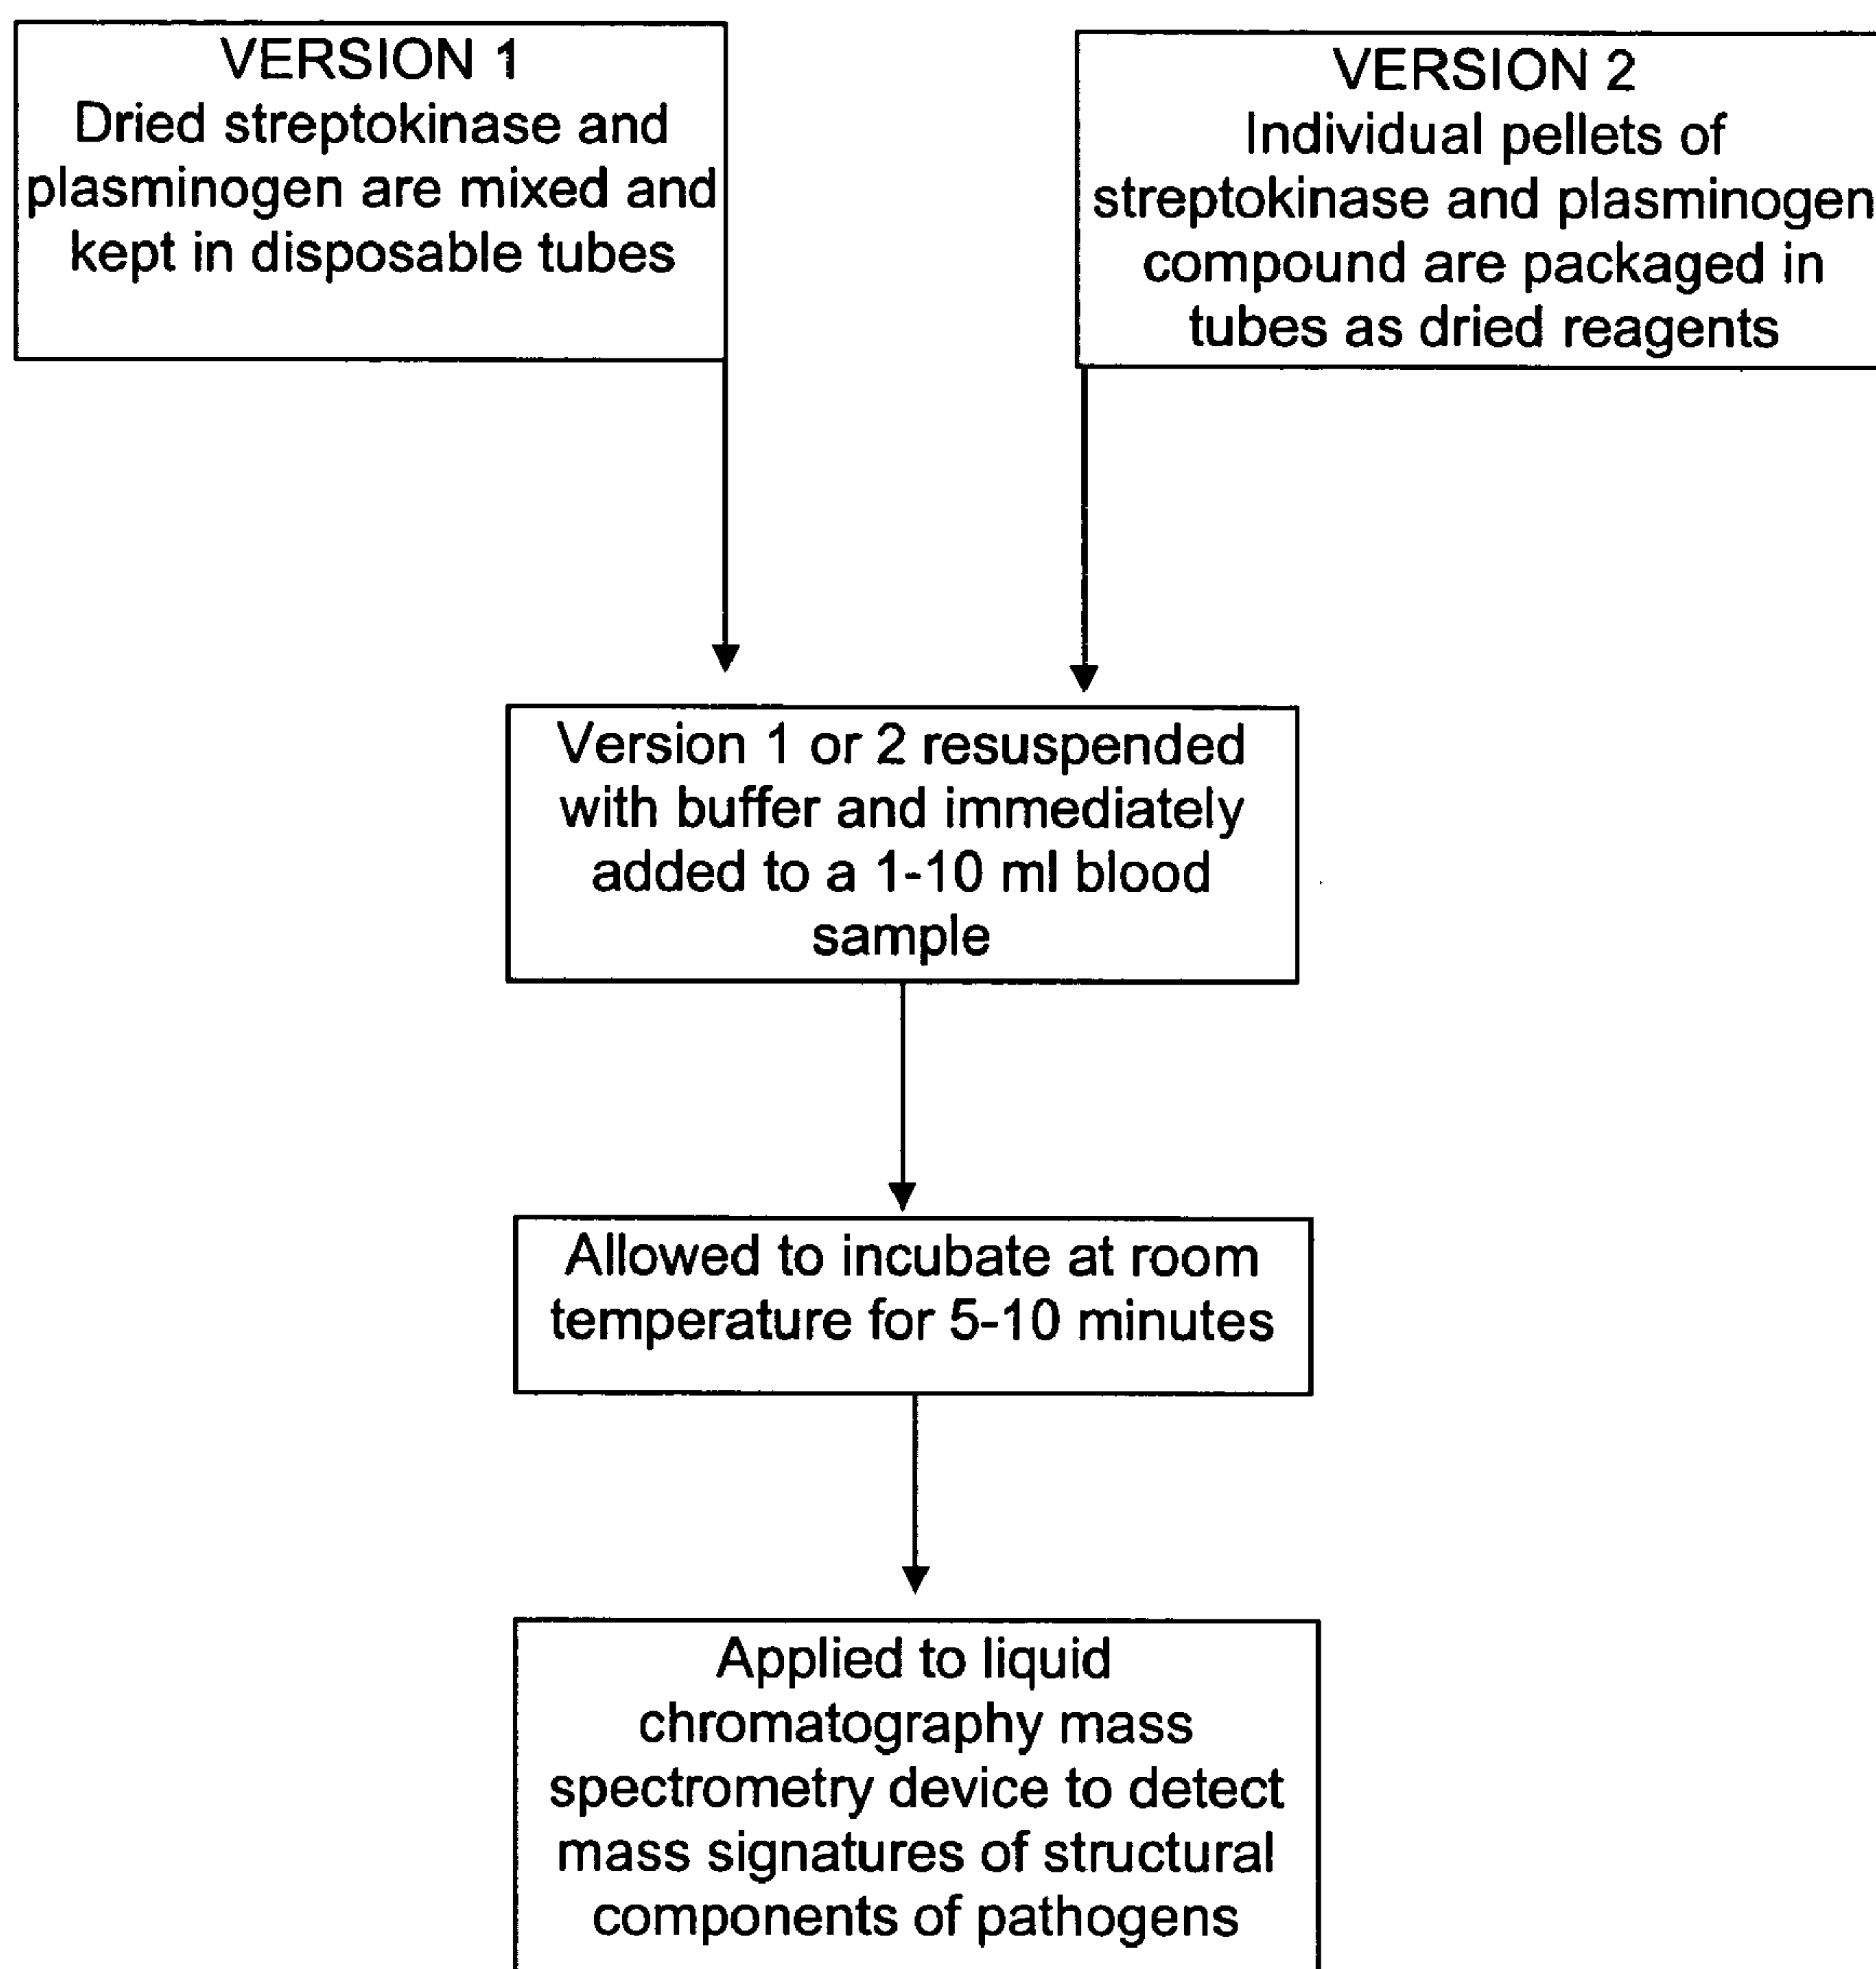 VERSION 1
Dried streptokinase and
plasminogen are mixed and
kept in disposable tubes
VERSION 2
Individual pellets of
streptokinase and plasminogen
compound are packaged in
tubes as dried reagents
Version 1 or 2 resuspended
with buffer and immediately
added to a 1-10 ml blood
sample
Allowed to incubate at room
temperature for 5-10 minutes
Applied to liquid
chromatography mass
spectrometry device to detect
mass signatures of structural
components of pathogens